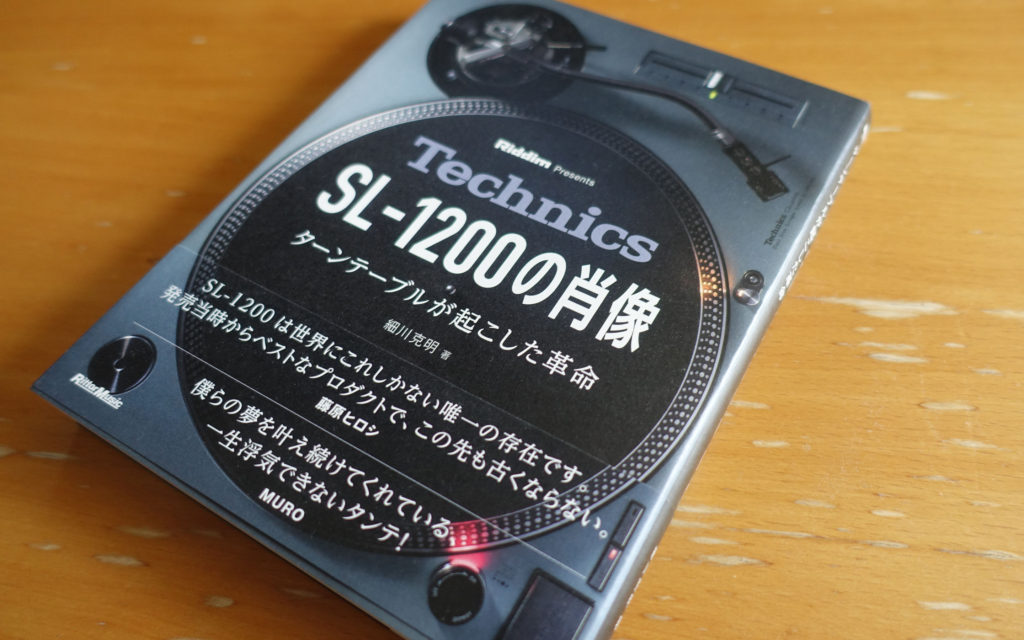 Riddim Presents
Technics
SL-1200の肖像
ターンテーブルが起こした革命
細川克明 著
SL-1200は世界にこれしかない唯一の存在です。
発売当時からベストなプロダクトで、この先も古くならない。
藤原ヒロシ
僕らの夢を叶え続けてくれている、
一生浮気できないタンテ!
MURO
RittorMusic
Technics